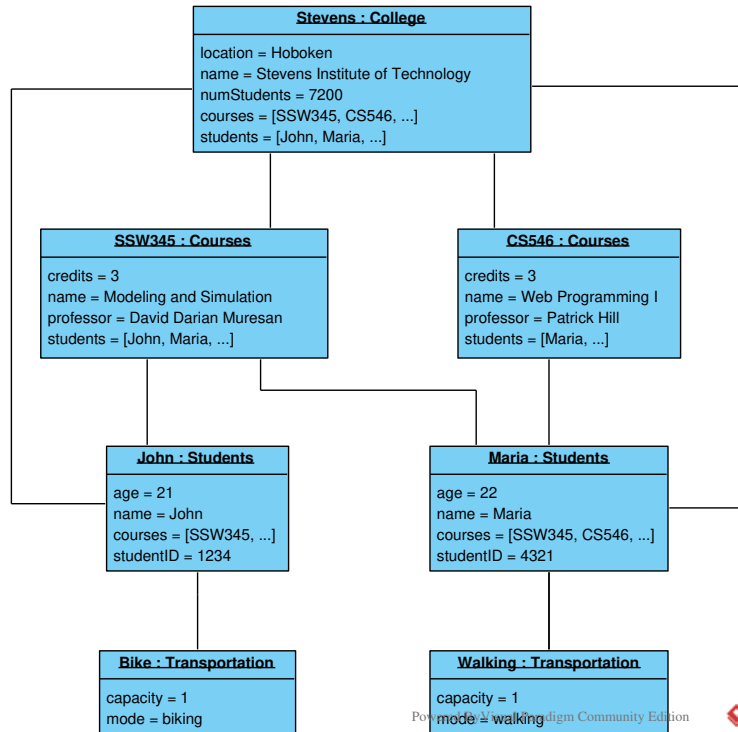 Stevens : College
location = Hoboken
name = Stevens Institute of Technology
numStudents = 7200
courses = [SSW345, CS546, ...]
students = [John, Maria, ...]
SSW345 : Courses
credits = 3
name = Modeling and Simulation
professor = David Darian Muresan
students = [John, Maria, ...]
CS546 : Courses
credits = 3
name = Web Programming I
professor = Patrick Hill
students = [Maria, ...]
John : Students
age = 21
name = John
courses = [SSW345, ...]
studentID = 1234
Maria : Students
age = 22
name = Maria
courses = [SSW345, CS546, ...]
studentID = 4321
Bike : Transportation
capacity = 1
mode = biking
Walking : Transportation
capacity = 1
mode = walking
Powered By Visual Paradigm Community Edition